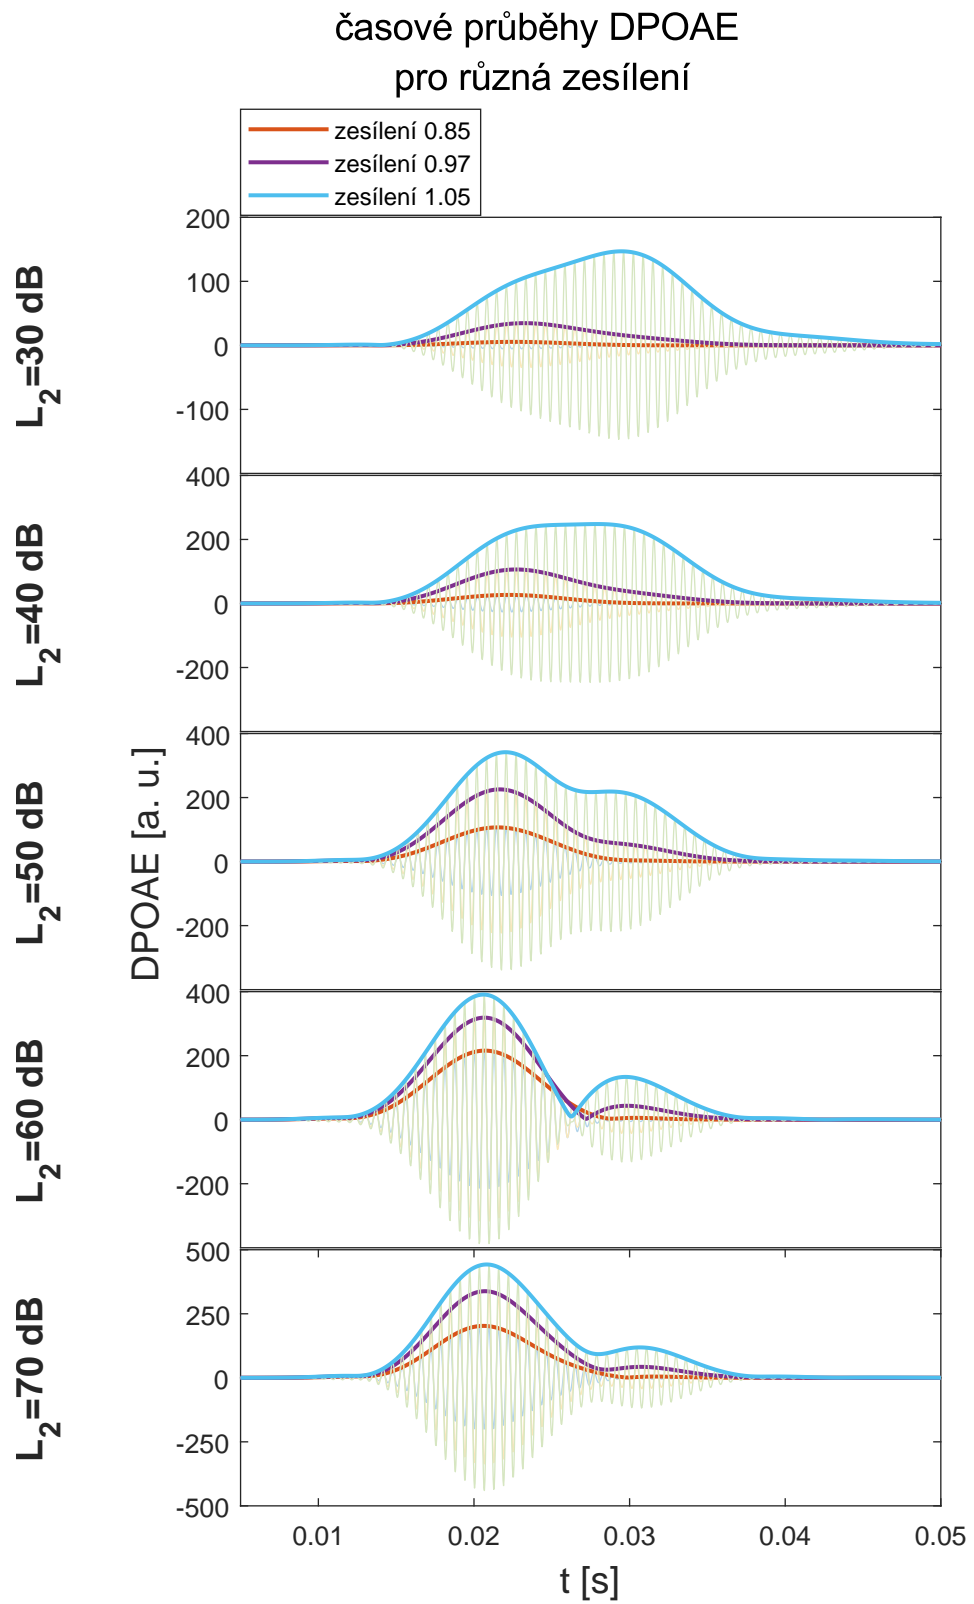 časové průběhy DPOAE
pro různá zesílení
zesílení 0.85
zesílení 0.97
zesílení 1.05
L2=30 dB
200
100
0
-100
L2=40 dB
400
200
0
-200
L2=50 dB
400
200
0
-200
DPOAE [a. u.]
L2=60 dB
400
200
0
-200
L2=70 dB
500
250
0
-250
-500
0.01 0.02 0.03 0.04 0.05
t [s]